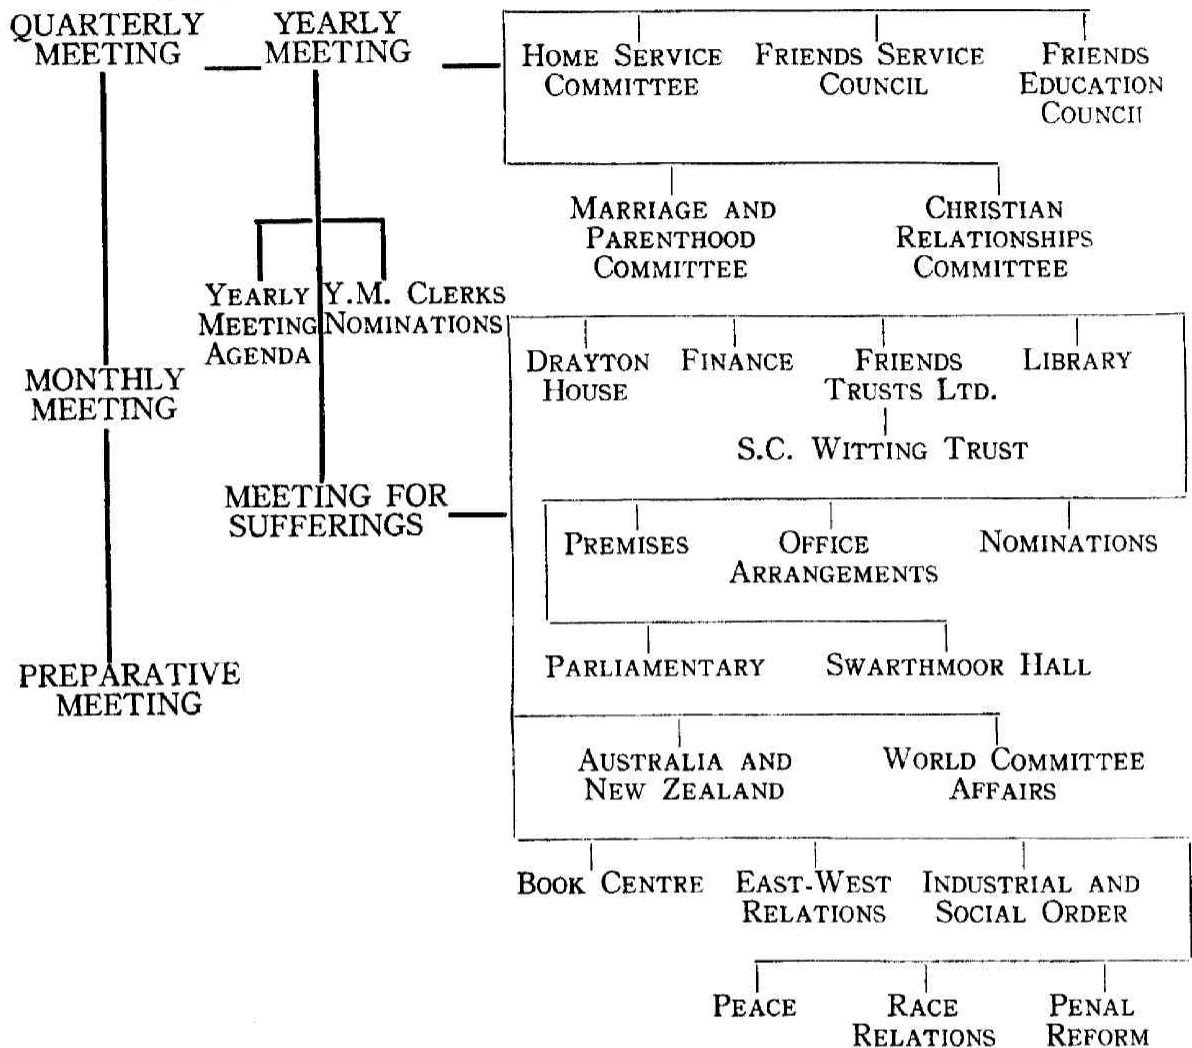 QUARTERLY
MEETING
YEARLY
MEETING
HOME SERVICE
COMMITTEE
FRIENDS SERVICE
COUNCIL
FRIENDS
EDUCATION
COUNCIL
MARRIAGE AND
PARENTHOOD
COMMITTEE
CHRISTIAN
RELATIONSHIPS
COMMITTEE
YEARLY
MEETING
AGENDA
Y.M. CLERKS
NOMINATIONS
DRAYTON
HOUSE
FINANCE
FRIENDS
TRUSTS LTD.
LIBRARY
S.C. WITTING TRUST
MONTHLY
MEETING
MEETING FOR
SUFFERINGS
PREMISES
OFFICE
ARRANGEMENTS
NOMINATIONS
PARLIAMENTARY
SWARTHMOOR HALL
PREPARATIVE
MEETING
AUSTRALIA AND
NEW ZEALAND
WORLD COMMITTEE
AFFAIRS
BOOK CENTRE
EAST-WEST
RELATIONS
INDUSTRIAL AND
SOCIAL ORDER
PEACE
RACE
RELATIONS
PENAL
REFORM